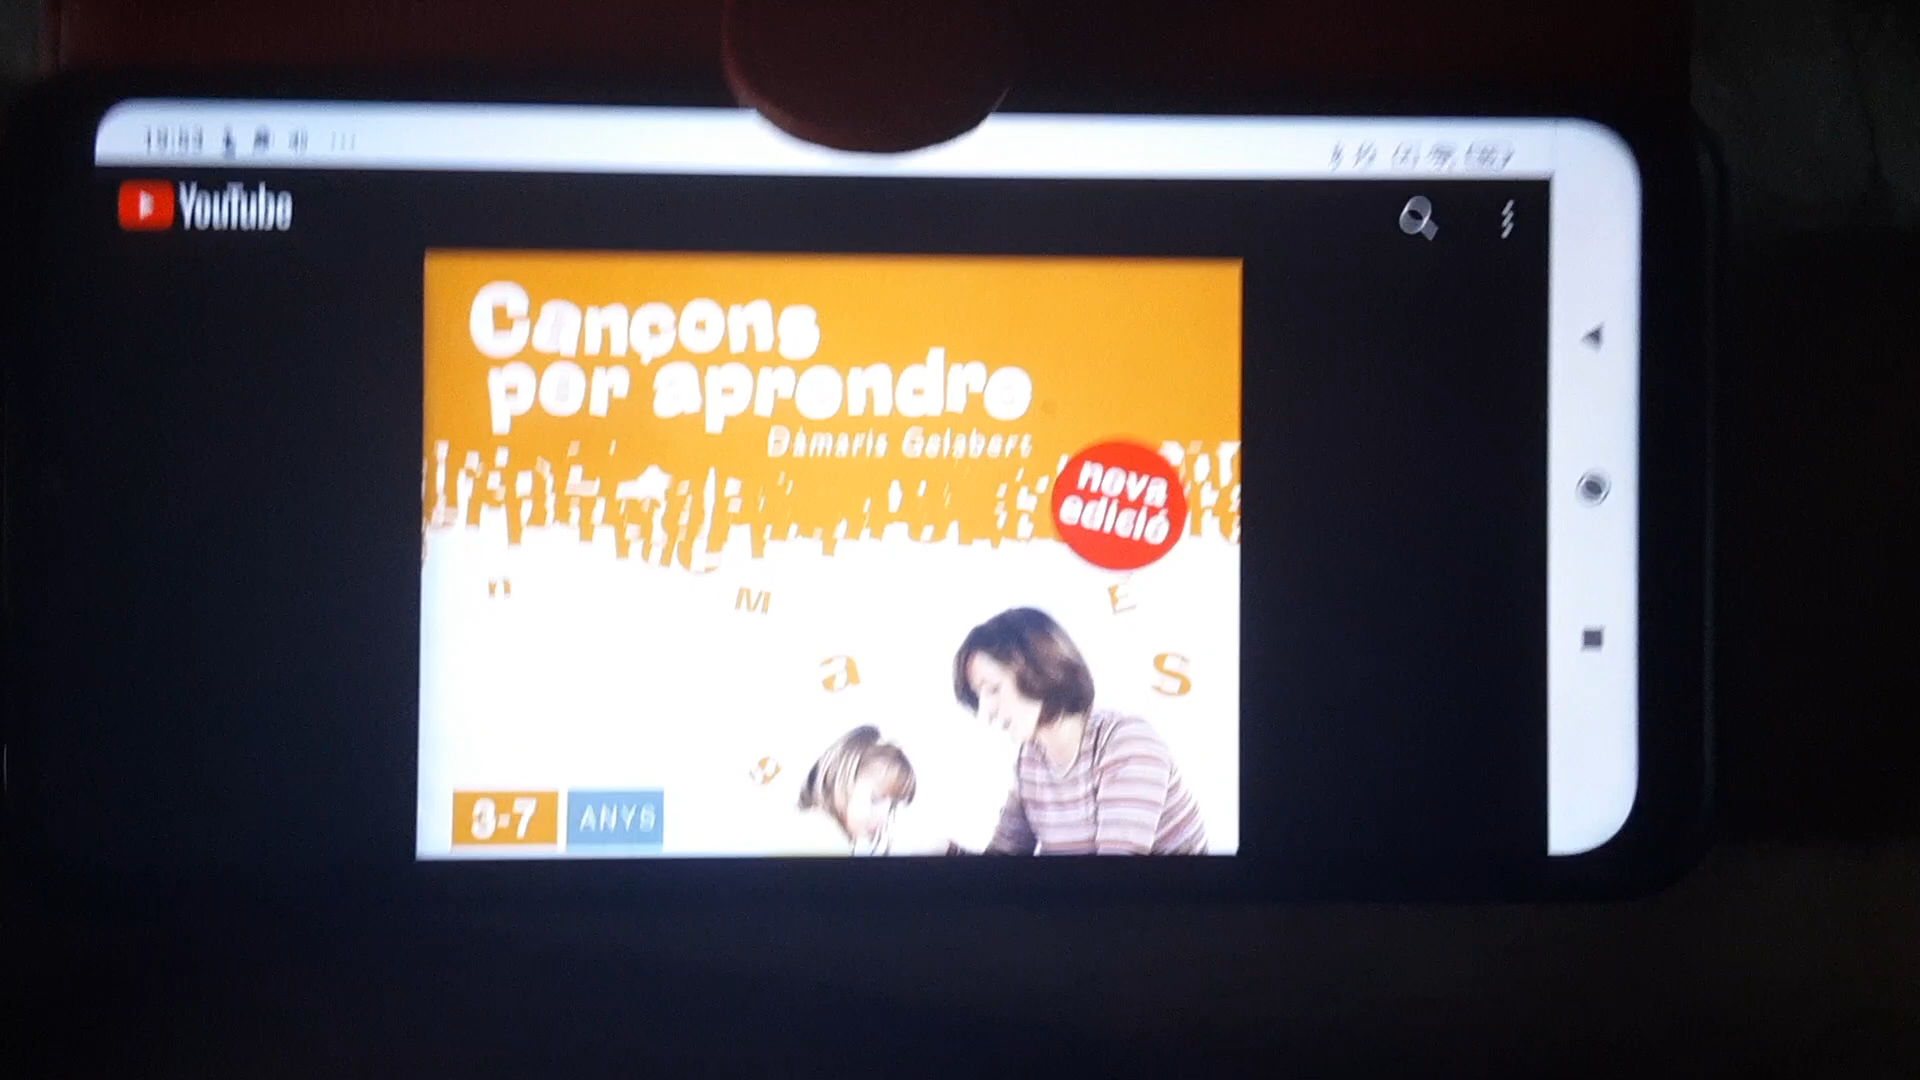 YouTube
Cançons
per aprendre
Dàmaris Gelabert
nova
edició
n
M
E
a
S
3-7
ANYS